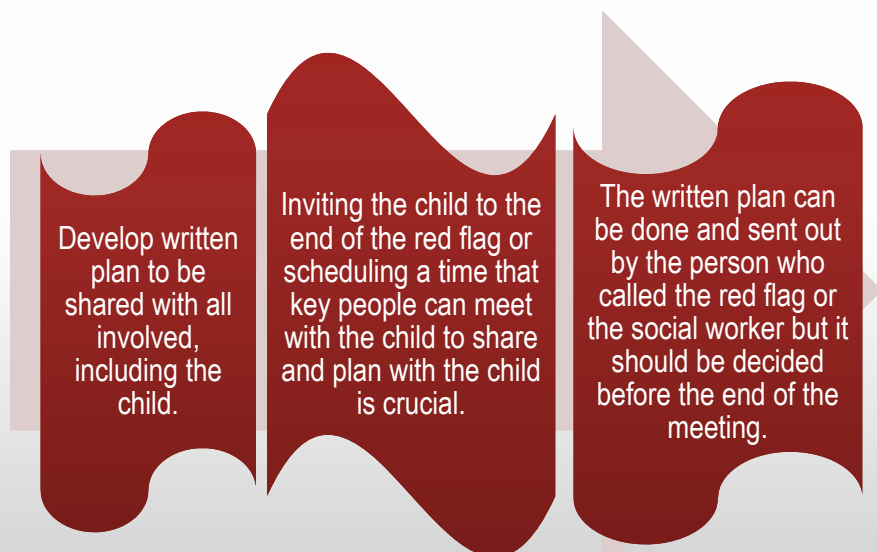 Develop written
plan to be
shared with all
involved,
including the
child.
Inviting the child to the
end of the red flag or
scheduling a time that
key people can meet
with the child to share
and plan with the child
is crucial.
The written plan can
be done and sent out
by the person who
called the red flag or
the social worker but it
should be decided
before the end of the
meeting.